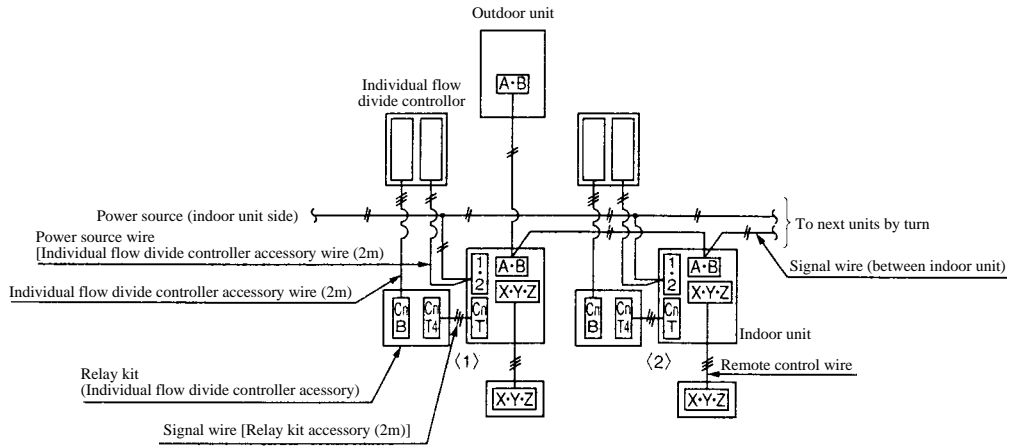 Outdoor unit
A•B
Individual flow
divide controllor
Power source (indoor unit side)
To next units by turn
Power source wire
[Individual flow divide controller accessory wire (2m)
Signal wire (between indoor unit)
Individual flow divide controller accessory wire (2m)
1•2
A•B
X•Y•Z
Cn
B
Cn
T4
Cn
T
1•2
A•B
X•Y•Z
Cn
B
Cn
T4
Cn
T
Indoor unit
〈1〉
〈2〉
Relay kit
(Individual flow divide controller acessory)
Remote control wire
X•Y•Z
X•Y•Z
Signal wire [Relay kit accessory (2m)]